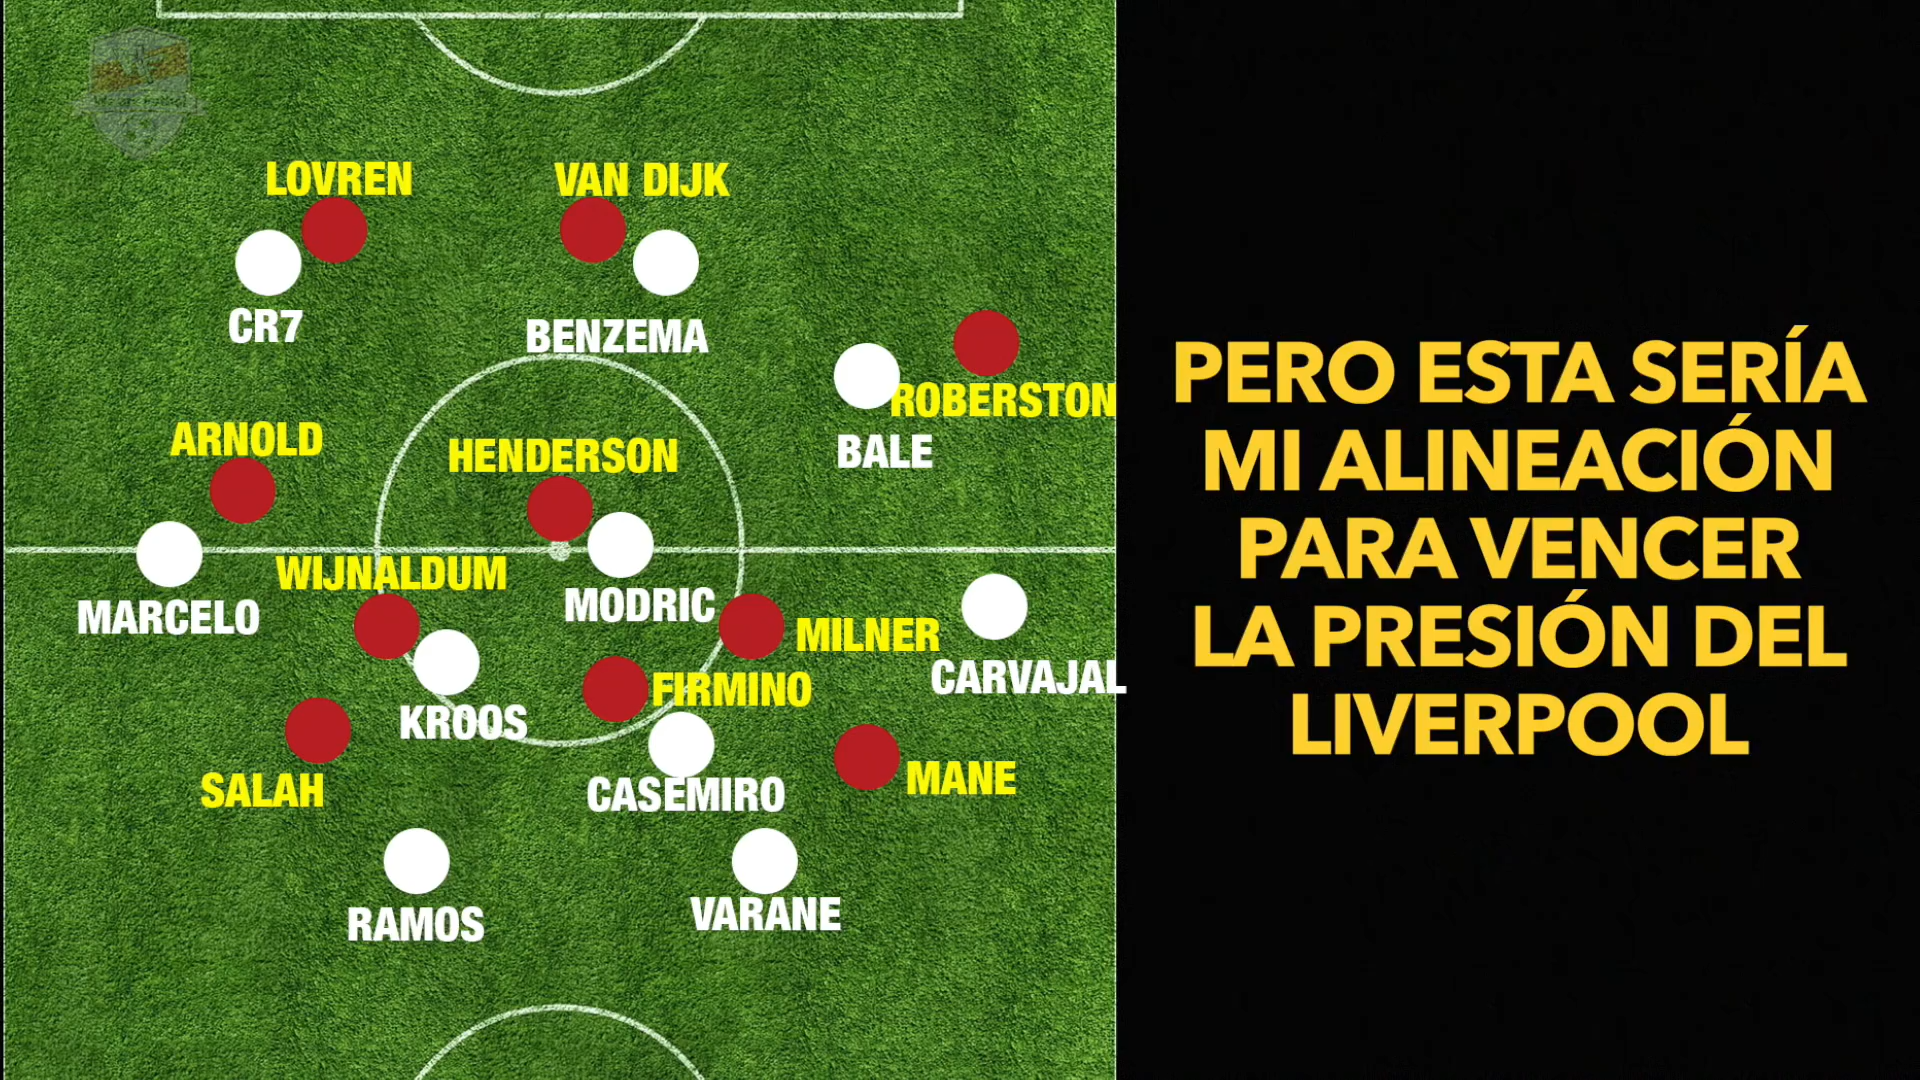 LOVREN
VAN DIJK
CR7
BENZEMA
ROBERSTON
BALE
ARNOLD
HENDERSON
WIJNALDUM
MODRIC
MARCELO
MILNER
CARVAJAL
FIRMINO
KROOS
SALAH
CASEMIRO
MANE
RAMOS
VARANE
PERO ESTA SERÍA
MI ALINEACIÓN
PARA VENCER
LA PRESIÓN DEL
LIVERPOOL